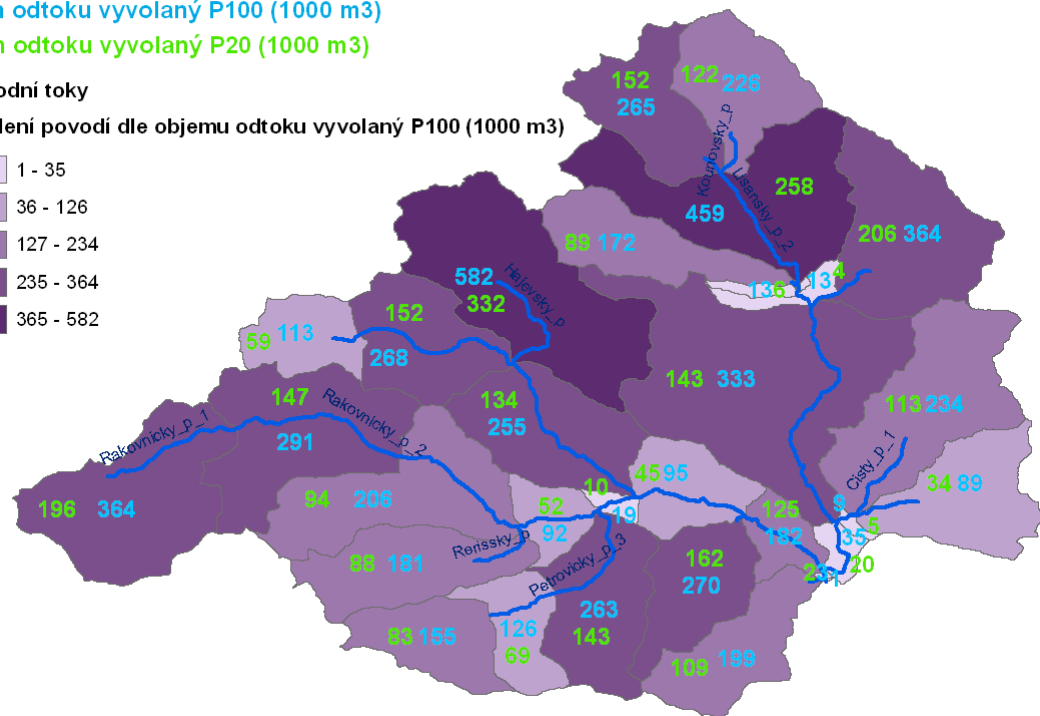 odtoku vyvolaný P100 (1000 m3)
odtoku vyvolaný P20 (1000 m3)
odní toky
lení povodí dle objemu odtoku vyvolaný P100 (1000 m3)
1 - 35
36 - 126
127 - 234
235 - 364
365 - 582
152
265
122 226
Kounovsky_p
Lisansky_p_2
459
258
206 364
89 172
136
13 4
582
332
Hajevsky_p
152
268
59 113
143 333
147
291
134
255
113 234
Rakovnicky_p_1
Rakovnicky_p_2
Cisty_p_1
196 364
94 206
45 95
10
19
52
92
34 89
9
5
35
20
125
182
88 181
Rerissky_p
Petrovicky_p_3
162
270
263
143
126
69
83 155
109 199